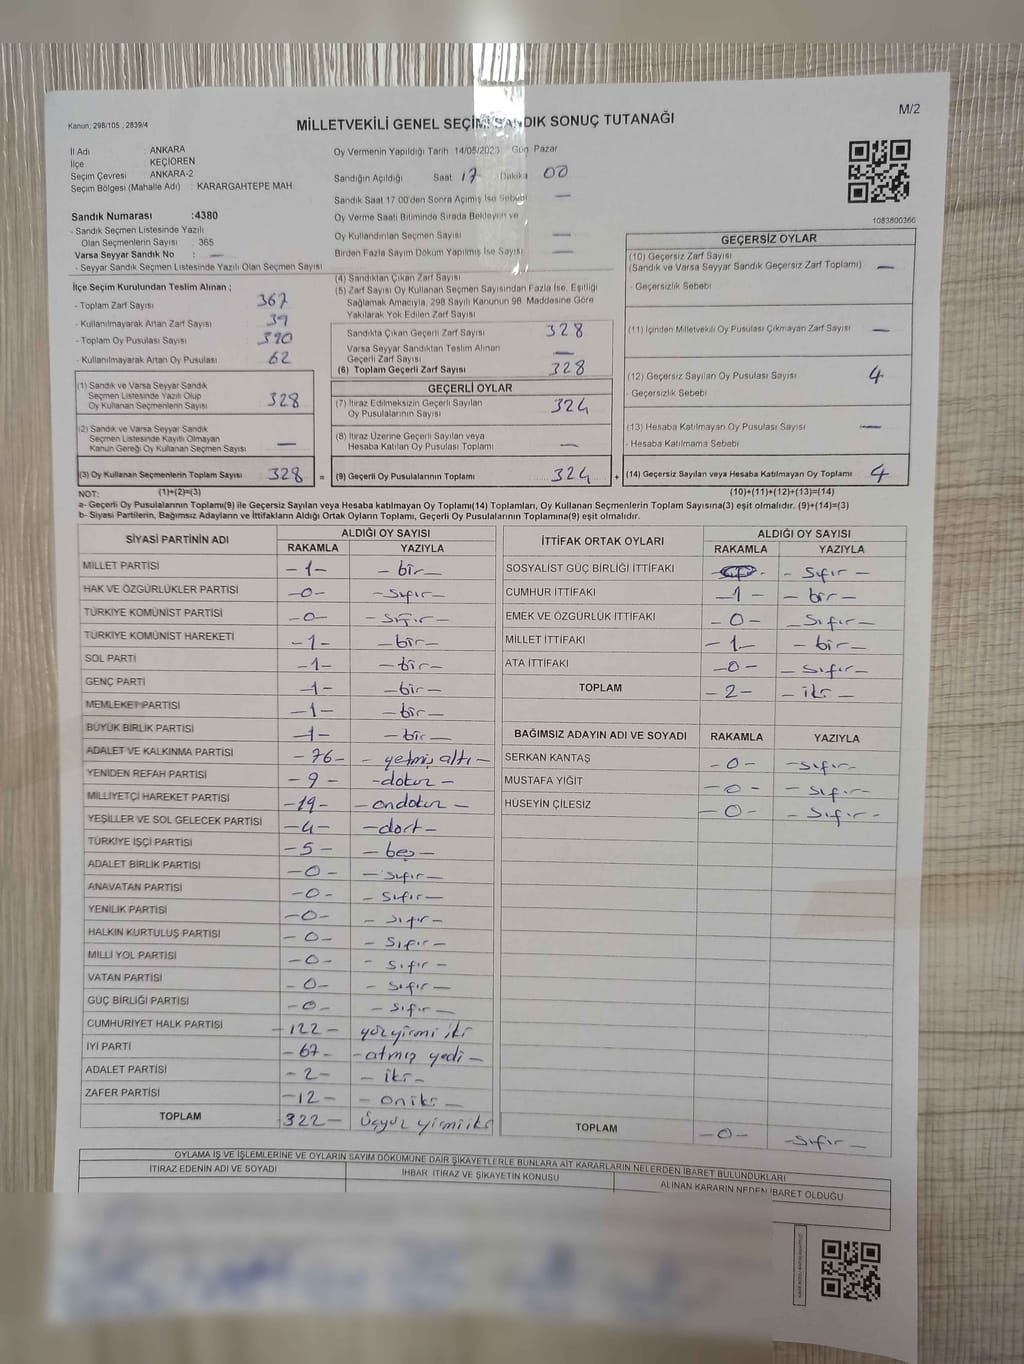 M/2
Kanun: 298/105 , 2839/4
MİLLETVEKİLİ GENEL SEÇİMİ SANDIK SONUÇ TUTANAĞI
İl Adı : ANKARA
İlçe : KEÇİÖREN
Seçim Çevresi : ANKARA-2
Seçim Bölgesi (Mahalle Adı) : KARARGAHTEPE MAH
Sandık Numarası :4380
- Sandık Seçmen Listesinde Yazılı
Olan Seçmenlerin Sayısı : 365
Varsa Seyyar Sandık No : —
- Seyyar Sandık Seçmen Listesinde Yazılı Olan Seçmen Sayısı
İlçe Seçim Kurulundan Teslim Alınan ;
- Toplam Zarf Sayısı 367
- Kullanılmayarak Artan Zarf Sayısı 39
- Toplam Oy Pusulası Sayısı 390
- Kullanılmayarak Artan Oy Pusulası 62
(1) Sandık ve Varsa Seyyar Sandık
Seçmen Listesinde Yazılı Olup
Oy Kullanan Seçmenlerin Sayısı 328
(2) Sandık ve Varsa Seyyar Sandık
Seçmen Listesinde Kayıtlı Olmayan
Kanun Gereği Oy Kullanan Seçmen Sayısı —
(3) Oy Kullanan Seçmenlerin Toplam Sayısı 328 =
Oy Vermenin Yapıldığı Tarih 14/05/2023 Gün Pazar
Sandığın Açıldığı Saat 17 Dakika 00
Sandık Saat 17.00'den Sonra Açılmış İse Sebebi —
Oy Verme Saati Bitiminde Sırada Bekleyen ve
Oy Kullandırılan Seçmen Sayısı —
Birden Fazla Sayım Döküm Yapılmış İse Sayısı —
(4) Sandıktan Çıkan Zarf Sayısı
(5) Zarf Sayısı Oy Kullanan Seçmen Sayısından Fazla İse, Eşitliği
Sağlamak Amacıyla, 298 Sayılı Kanunun 98. Maddesine Göre
Yakılarak Yok Edilen Zarf Sayısı
Sandıkta Çıkan Geçerli Zarf Sayısı 328
Varsa Seyyar Sandıktan Teslim Alınan
Geçerli Zarf Sayısı —
(6) Toplam Geçerli Zarf Sayısı 328
GEÇERLİ OYLAR
(7) İtiraz Edilmeksizin Geçerli Sayılan
Oy Pusulalarının Sayısı 324
(8) İtiraz Üzerine Geçerli Sayılan veya
Hesaba Katılan Oy Pusulası Toplamı —
(9) Geçerli Oy Pusulalarının Toplamı 324 +
1083800366
GEÇERSİZ OYLAR
(10) Geçersiz Zarf Sayısı
(Sandık ve Varsa Seyyar Sandık Geçersiz Zarf Toplamı) —
- Geçersizlik Sebebi
(11) İçinden Milletvekili Oy Pusulası Çıkmayan Zarf Sayısı —
(12) Geçersiz Sayılan Oy Pusulası Sayısı 4
- Geçersizlik Sebebi
(13) Hesaba Katılmayan Oy Pusulası Sayısı —
- Hesaba Katılmama Sebebi
(14) Geçersiz Sayılan veya Hesaba Katılmayan Oy Toplamı 4
NOT: (1)+(2)=(3) (10)+(11)+(12)+(13)=(14)
a- Geçerli Oy Pusulalarının Toplamı(9) ile Geçersiz Sayılan veya Hesaba katılmayan Oy Toplamı(14) Toplamları, Oy Kullanan Seçmenlerin Toplam Sayısına(3) eşit olmalıdır. (9)+(14)=(3)
b- Siyasi Partilerin, Bağımsız Adayların ve İttifakların Aldığı Ortak Oyların Toplamı, Geçerli Oy Pusulalarının Toplamına(9) eşit olmalıdır.
SİYASİ PARTİNİN ADI ALDIĞI OY SAYISI
RAKAMLA YAZIYLA
MİLLET PARTİSİ -1- -bir-
HAK VE ÖZGÜRLÜKLER PARTİSİ -0- -Sıfır-
TÜRKİYE KOMÜNİST PARTİSİ -0- -Sıfır-
TÜRKİYE KOMÜNİST HAREKETİ -1- -bir-
SOL PARTİ -1- -bir-
GENÇ PARTİ -1- -bir-
MEMLEKET PARTİSİ -1- -bir-
BÜYÜK BİRLİK PARTİSİ -1- -bir-
ADALET VE KALKINMA PARTİSİ -76- -yetmiş altı-
YENİDEN REFAH PARTİSİ -9- -dokuz-
MİLLİYETÇİ HAREKET PARTİSİ -19- -ondokuz-
YEŞİLLER VE SOL GELECEK PARTİSİ -4- -dört-
TÜRKİYE İŞÇİ PARTİSİ -5- -beş-
ADALET BİRLİK PARTİSİ -0- -Sıfır-
ANAVATAN PARTİSİ -0- -Sıfır-
YENİLİK PARTİSİ -0- -Sıfır-
HALKIN KURTULUŞ PARTİSİ -0- -Sıfır-
MİLLİ YOL PARTİSİ -0- -Sıfır-
VATAN PARTİSİ -0- -Sıfır-
GÜÇ BİRLİĞİ PARTİSİ -0- -Sıfır-
CUMHURİYET HALK PARTİSİ -122- yüzyirmi iki
İYİ PARTİ -67- -atmış yedi-
ADALET PARTİSİ -2- -iki-
ZAFER PARTİSİ -12- -oniki-
TOPLAM -322- Üçyüz yirmiiki
İTTİFAK ORTAK OYLARI ALDIĞI OY SAYISI
RAKAMLA YAZIYLA
SOSYALİST GÜÇ BİRLİĞİ İTTİFAKI -Sıfır-
CUMHUR İTTİFAKI -1- -bir-
EMEK VE ÖZGÜRLÜK İTTİFAKI -0- -Sıfır-
MİLLET İTTİFAKI -1- -bir-
ATA İTTİFAKI -0- -Sıfır-
TOPLAM -2- -iki-
BAĞIMSIZ ADAYIN ADI VE SOYADI RAKAMLA YAZIYLA
SERKAN KANTAŞ -0- -Sıfır-
MUSTAFA YİĞİT -0- -Sıfır-
HÜSEYİN ÇİLESİZ -0- -Sıfır-
TOPLAM -0- -Sıfır-
OYLAMA İŞ VE İŞLEMLERİNE VE OYLARIN SAYIM DÖKÜMÜNE DAİR ŞİKAYETLERLE BUNLARA AİT KARARLARIN NELERDEN İBARET BULUNDUKLARI
İTİRAZ EDENİN ADI VE SOYADI İHBAR, İTİRAZ VE ŞİKAYETİN KONUSU ALINAN KARARIN NEDEN İBARET OLDUĞU